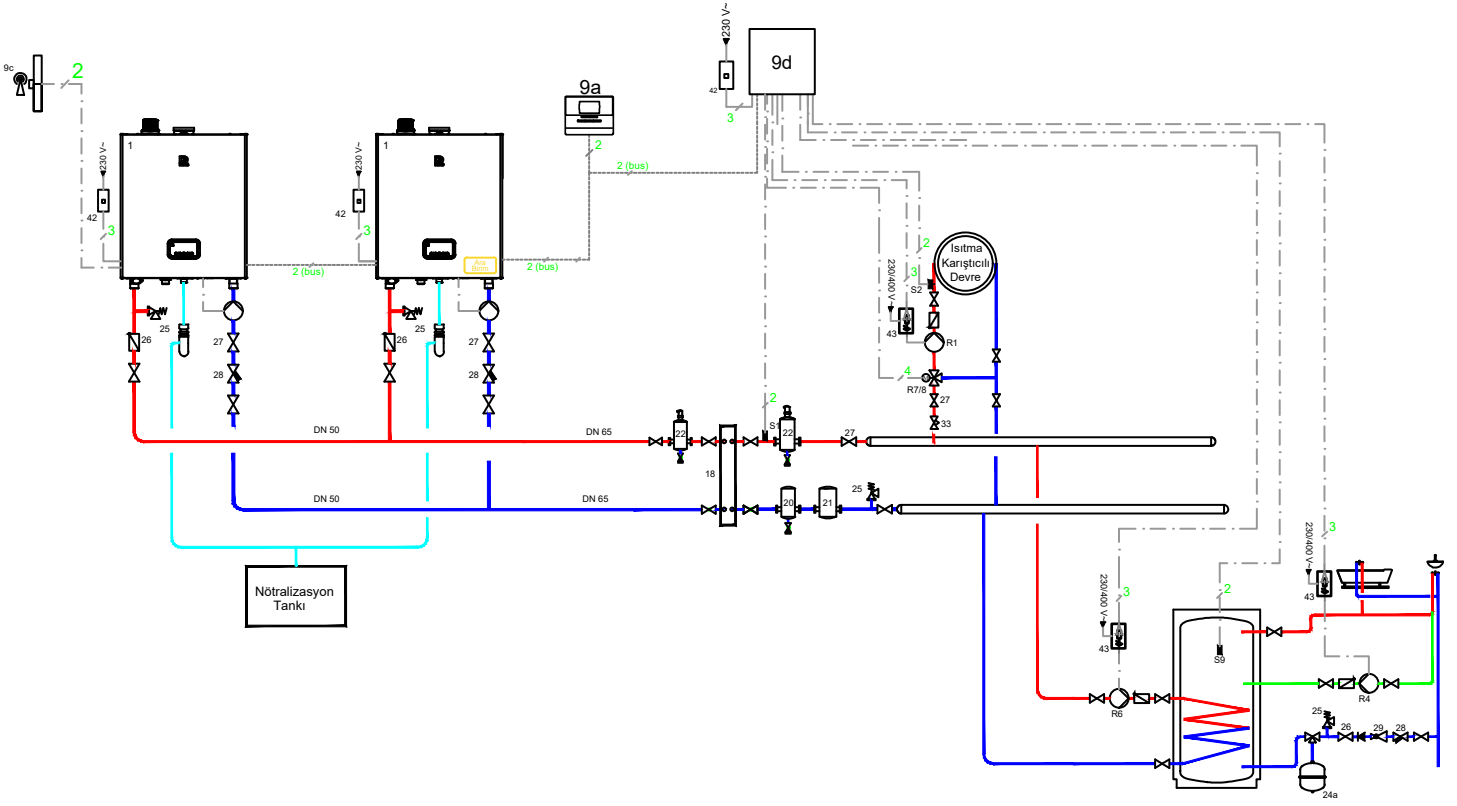 9c
2
1
230 V~
42
3
2 (bus)
1
230 V~
42
3
Ara
Birim
2 (bus)
9a
2
2 (bus)
230 V~
42
3
9d
25
26
27
28
25
26
27
28
DN 50
DN 65
DN 50
DN 65
Nötralizasyon
Tankı
22
18
2
S1
22
27
20
21
25
Isıtma
Karıştıcılı
Devre
2
S2
3
230/400 V~
43
R1
4
R7/8
27
33
230/400 V~
3
43
R6
2
S9
230/400 V~
3
43
R4
25
26
29
28
24a